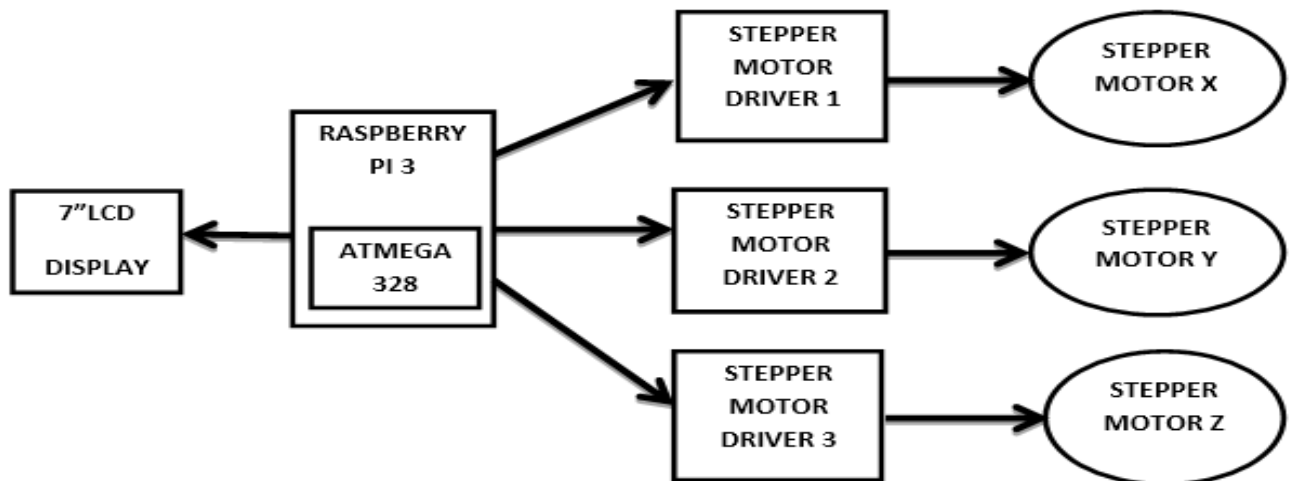 7”LCD
DISPLAY
RASPBERRY
PI 3
ATMEGA
328
STEPPER
MOTOR
DRIVER 1
STEPPER
MOTOR X
STEPPER
MOTOR
DRIVER 2
STEPPER
MOTOR Y
STEPPER
MOTOR
DRIVER 3
STEPPER
MOTOR Z